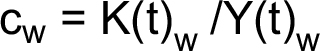 c_w = K(t)_w /Y(t)_w